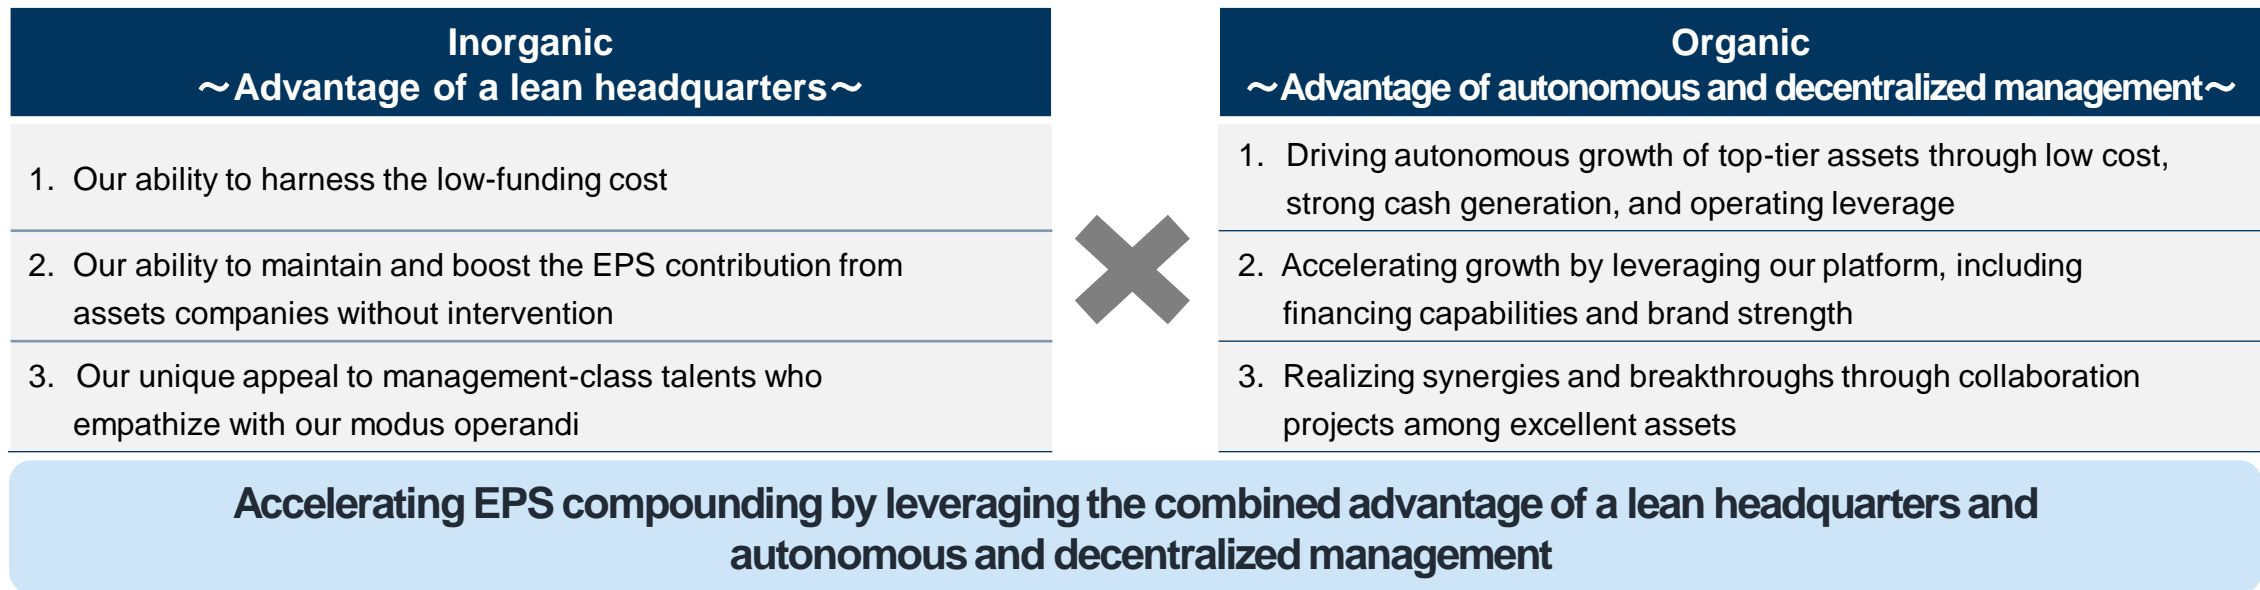 Inorganic
～Advantage of a lean headquarters～
1. Our ability to harness the low-funding cost
2. Our ability to maintain and boost the EPS contribution from
assets companies without intervention
3. Our unique appeal to management-class talents who
empathize with our modus operandi
Organic
～Advantage of autonomous and decentralized management～
1. Driving autonomous growth of top-tier assets through low cost,
strong cash generation, and operating leverage
2. Accelerating growth by leveraging our platform, including
financing capabilities and brand strength
3. Realizing synergies and breakthroughs through collaboration
projects among excellent assets
Accelerating EPS compounding by leveraging the combined advantage of a lean headquarters and
autonomous and decentralized management